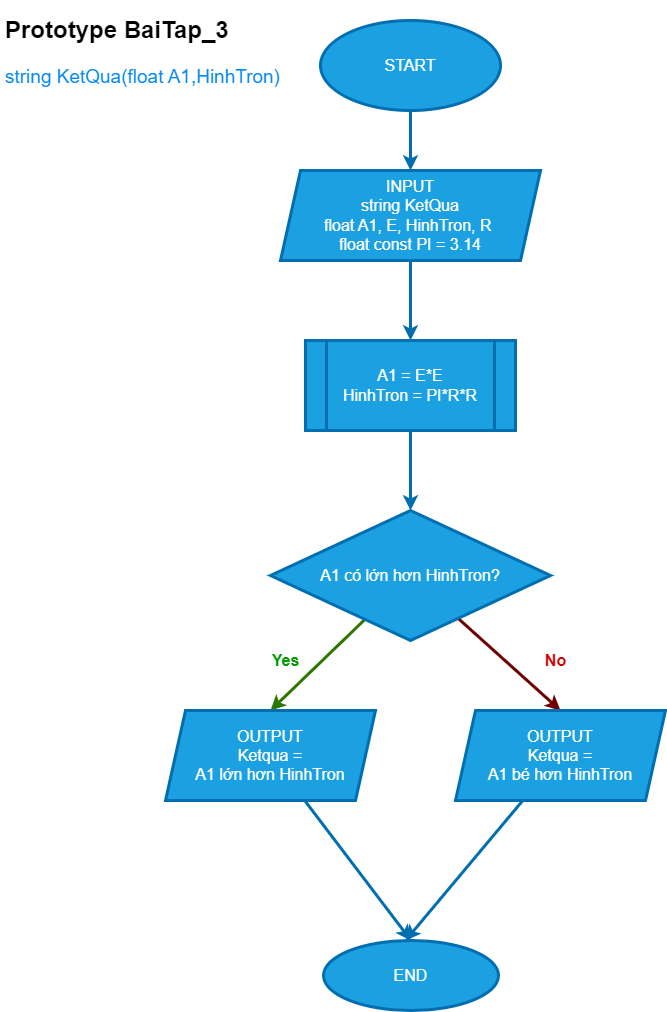 Prototype BaiTap_3
string KetQua(float A1,HinhTron)
START
INPUT
string KetQua
float A1, E, HinhTron, R
float const PI = 3.14
A1 = E*E
HinhTron = PI*R*R
A1 có lớn hơn HinhTron?
Yes
No
OUTPUT
Ketqua =
A1 lớn hơn HinhTron
OUTPUT
Ketqua =
A1 bé hơn HinhTron
END